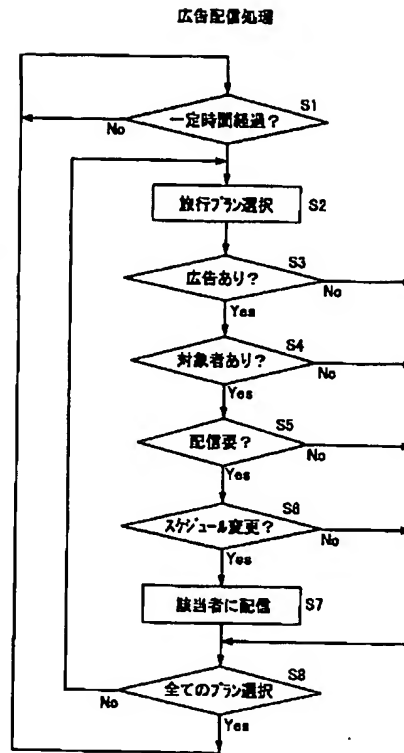 広告配信処理
S1
一定時間経過?
No
旅行プラン選択 S2
S3
広告あり?
No
Yes
S4
対象者あり?
No
Yes
S5
配信要?
No
Yes
S6
スケジュール変更?
No
Yes
該当者に配信 S7
S8
全てのプラン選択
No
Yes